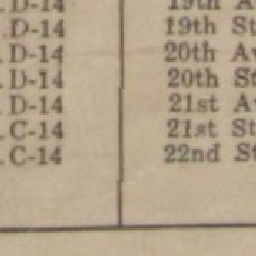 .D-14 19th A
.D-14 19th St
.D-14 20th Av
.D-14 20th St
.D-14 21st Av
.C-14 21st St
.C-14 22nd St